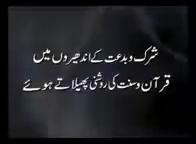 شرک و بدعت کے اندھیروں میں
قرآن و سنت کی روشنی پھیلاتے ہوئے